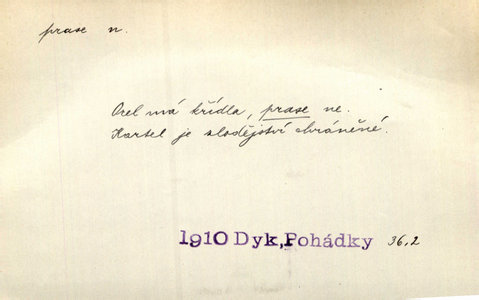 prase n.
Orel má křídla, prase ne.
Kartel je zlodějství chráněné.
1910 Dyk, Pohádky 36,2